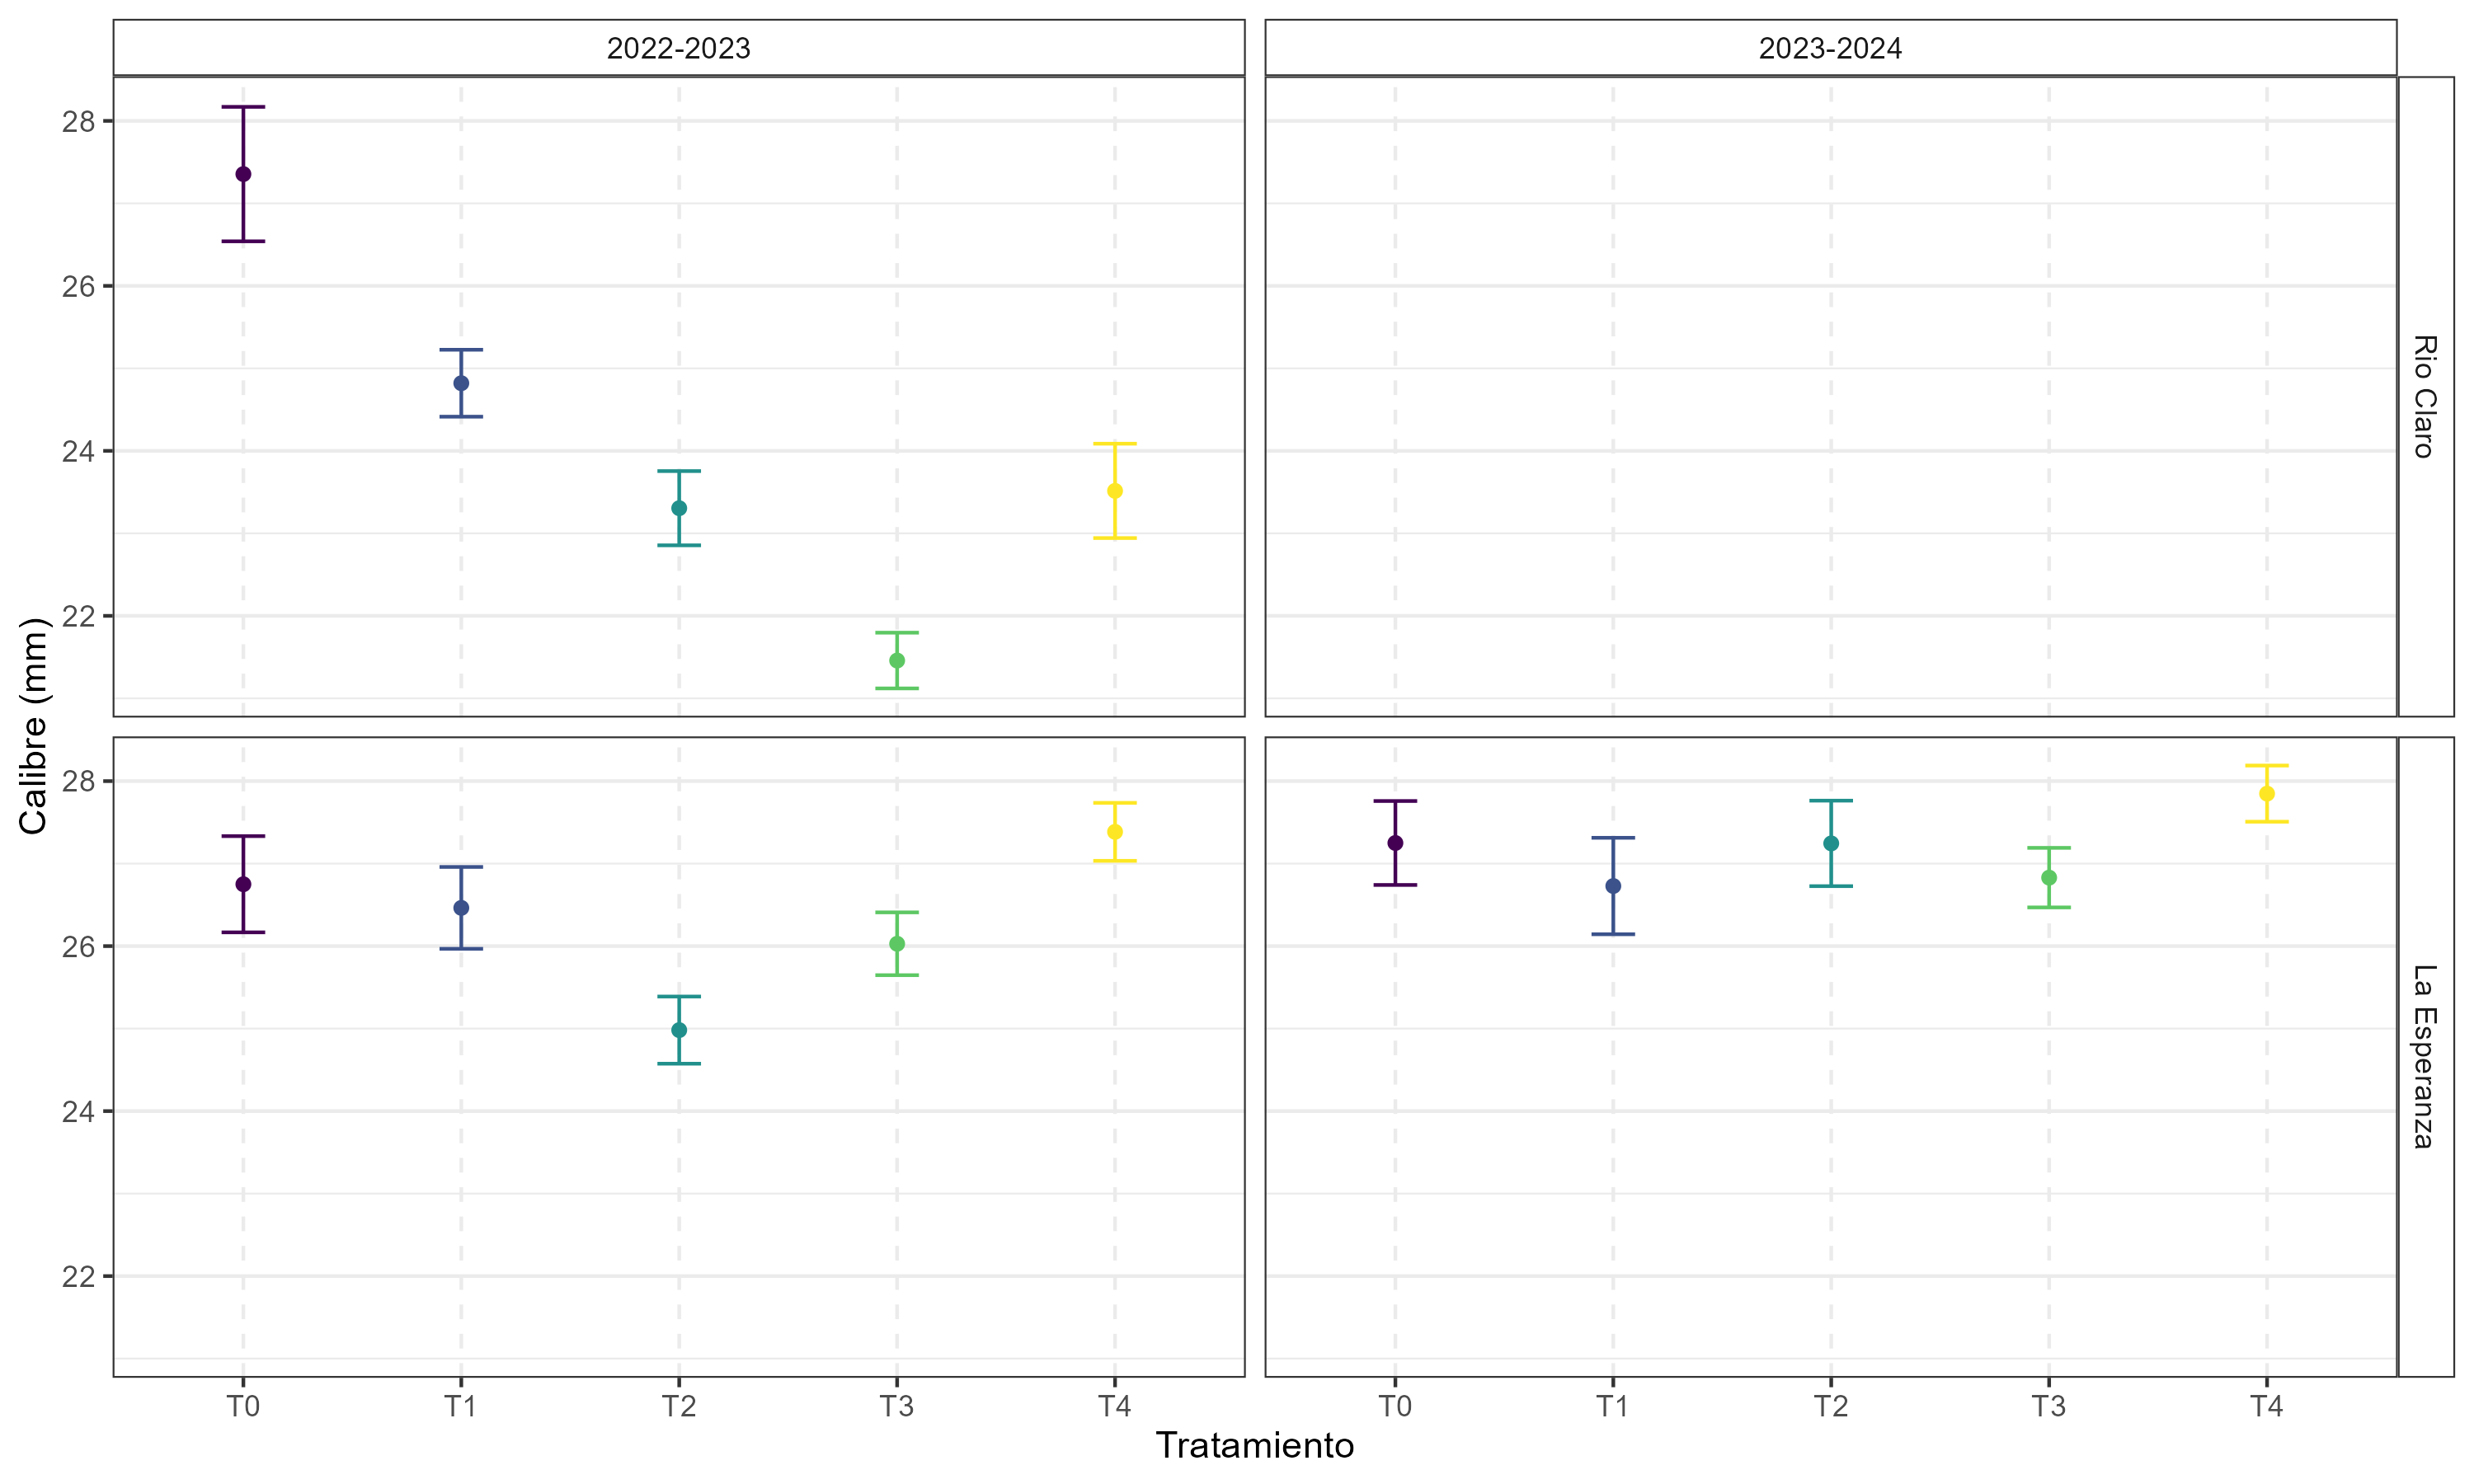 2022-2023
2023-2024
28
26
24
22
Rio Claro
Calibre (mm)
28
26
24
22
La Esperanza
T0
T1
T2
T3
T4
T0
T1
T2
T3
T4
Tratamiento